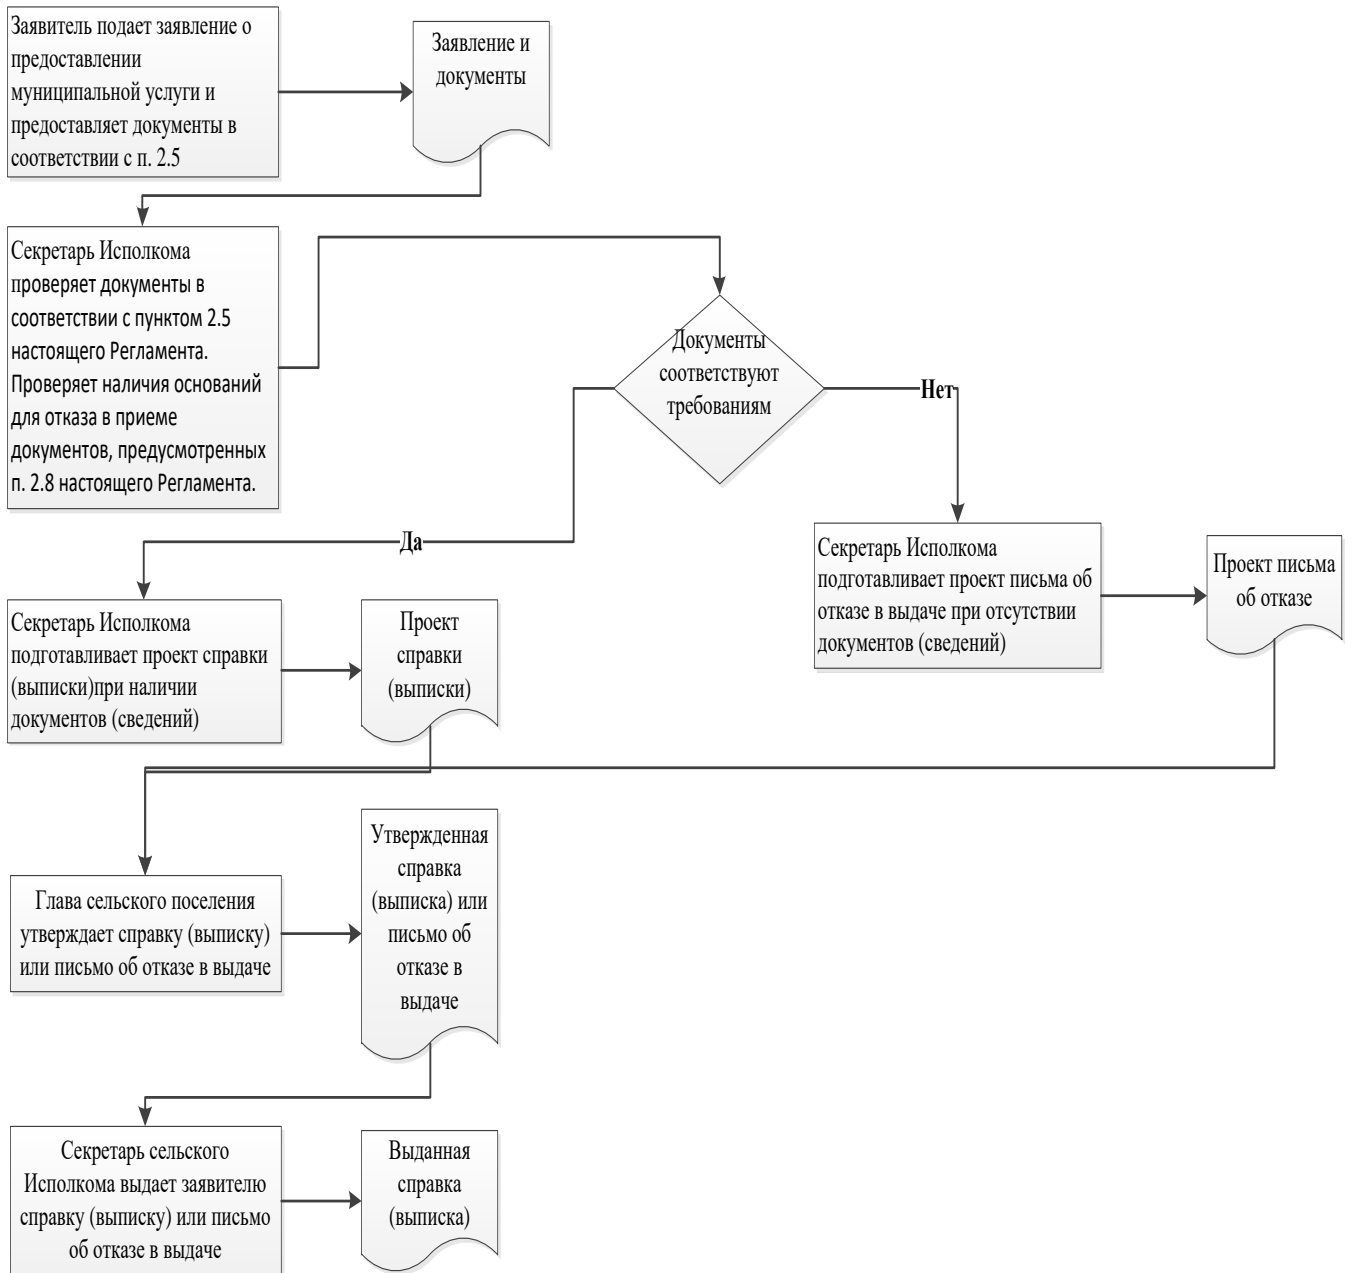 Заявитель подает заявление о
предоставлении
муниципальной услуги и
предоставляет документы в
соответствии с п. 2.5
Заявление и
документы
Секретарь Исполкома
проверяет документы в
соответствии с пунктом 2.5
настоящего Регламента.
Проверяет наличия оснований
для отказа в приеме
документов, предусмотренных
п. 2.8 настоящего Регламента.
Документы
соответствуют
требованиям
Нет
Да
Секретарь Исполкома
подготавливает проект письма об
отказе в выдаче при отсутствии
документов (сведений)
Проект письма
об отказе
Секретарь Исполкома
подготавливает проект справки
(выписки)при наличии
документов (сведений)
Проект
справки
(выписки)
Глава сельского поселения
утверждает справку (выписку)
или письмо об отказе в выдаче
Утвержденная
справка
(выписка) или
письмо об
отказе в
выдаче
Секретарь сельского
Исполкома выдает заявителю
справку (выписку) или письмо
об отказе в выдаче
Выданная
справка
(выписка)